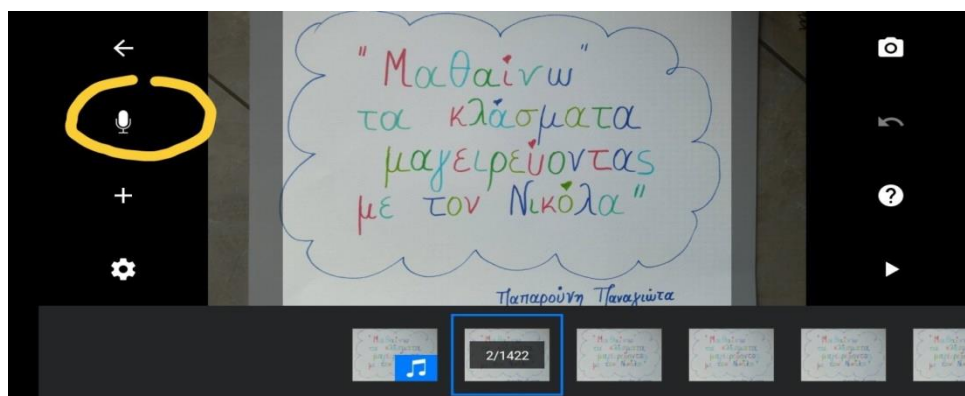 "Μαθαίνω"
τα κλάσματα
μαγειρεύοντας
με τον Νικόλα"
Παπαρούνη Παναγιώτα
2/1422